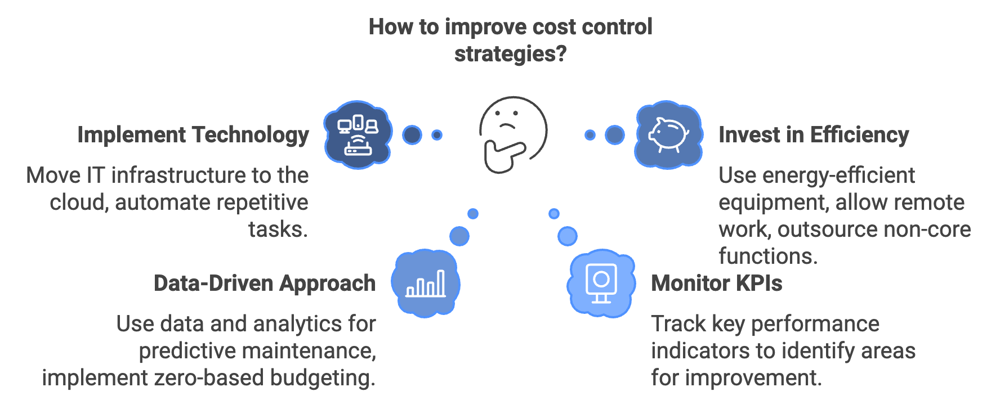 How to improve cost control
strategies?
Implement Technology
Move IT infrastructure to the
cloud, automate repetitive
tasks.
Invest in Efficiency
Use energy-efficient
equipment, allow remote
work, outsource non-core
functions.
Data-Driven Approach
Use data and analytics for
predictive maintenance,
implement zero-based budgeting.
Monitor KPIs
Track key performance
indicators to identify areas
for improvement.